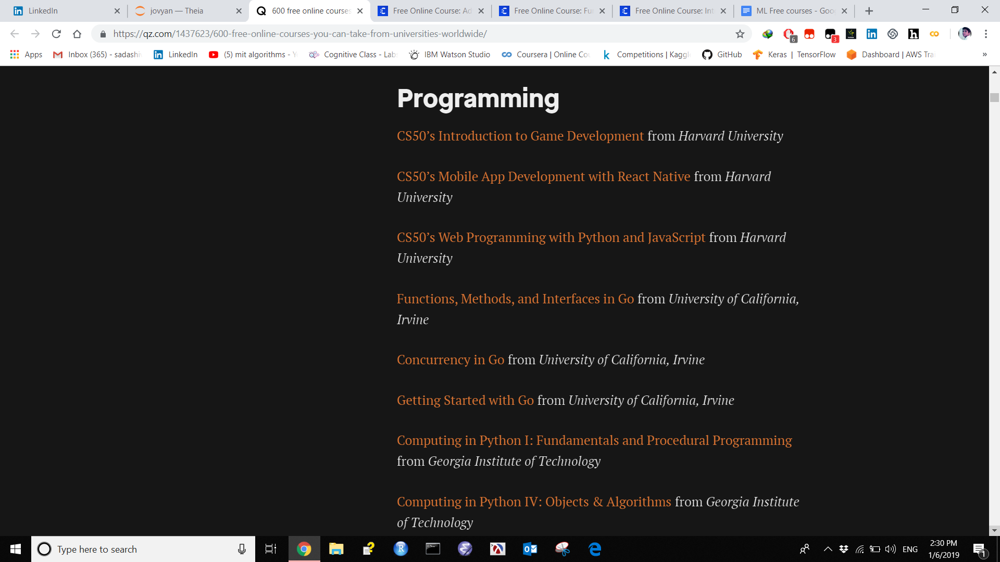 LinkedIn
jovyan — Theia
600 free online courses
Free Online Course: Ad
Free Online Course: Fu
Free Online Course: Int
ML Free courses - Goo
https://qz.com/1437623/600-free-online-courses-you-can-take-from-universities-worldwide/
6
3
Apps
Inbox (365) - sadashi
LinkedIn
(5) mit algorithms - Y
Cognitive Class - Lab
IBM Watson Studio
Coursera | Online Co
Competitions | Kaggl
GitHub
Keras | TensorFlow
Dashboard | AWS Tra
»
Programming
CS50’s Introduction to Game Development from Harvard University
CS50’s Mobile App Development with React Native from Harvard
University
CS50’s Web Programming with Python and JavaScript from Harvard
University
Functions, Methods, and Interfaces in Go from University of California,
Irvine
Concurrency in Go from University of California, Irvine
Getting Started with Go from University of California, Irvine
Computing in Python I: Fundamentals and Procedural Programming
from Georgia Institute of Technology
Computing in Python IV: Objects & Algorithms from Georgia Institute
of Technology
Type here to search
ENG
2:30 PM
1/6/2019
1